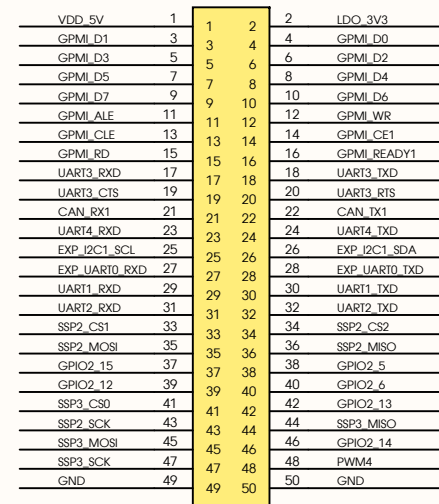 VDD_5V 1 1 2 2 LDO_3V3
GPMI_D1 3 3 4 4 GPMI_D0
GPMI_D3 5 5 6 6 GPMI_D2
GPMI_D5 7 7 8 8 GPMI_D4
GPMI_D7 9 9 10 10 GPMI_D6
GPMI_ALE 11 11 12 12 GPMI_WR
GPMI_CLE 13 13 14 14 GPMI_CE1
GPMI_RD 15 15 16 16 GPMI_READY1
UART3_RXD 17 17 18 18 UART3_TXD
UART3_CTS 19 19 20 20 UART3_RTS
CAN_RX1 21 21 22 22 CAN_TX1
UART4_RXD 23 23 24 24 UART4_TXD
EXP_I2C1_SCL 25 25 26 26 EXP_I2C1_SDA
EXP_UART0_RXD 27 27 28 28 EXP_UART0_TXD
UART1_RXD 29 29 30 30 UART1_TXD
UART2_RXD 31 31 32 32 UART2_TXD
SSP2_CS1 33 33 34 34 SSP2_CS2
SSP2_MOSI 35 35 36 36 SSP2_MISO
GPIO2_15 37 37 38 38 GPIO2_5
GPIO2_12 39 39 40 40 GPIO2_6
SSP3_CS0 41 41 42 42 GPIO2_13
SSP2_SCK 43 43 44 44 SSP3_MISO
SSP3_MOSI 45 45 46 46 GPIO2_14
SSP3_SCK 47 47 48 48 PWM4
GND 49 49 50 50 GND